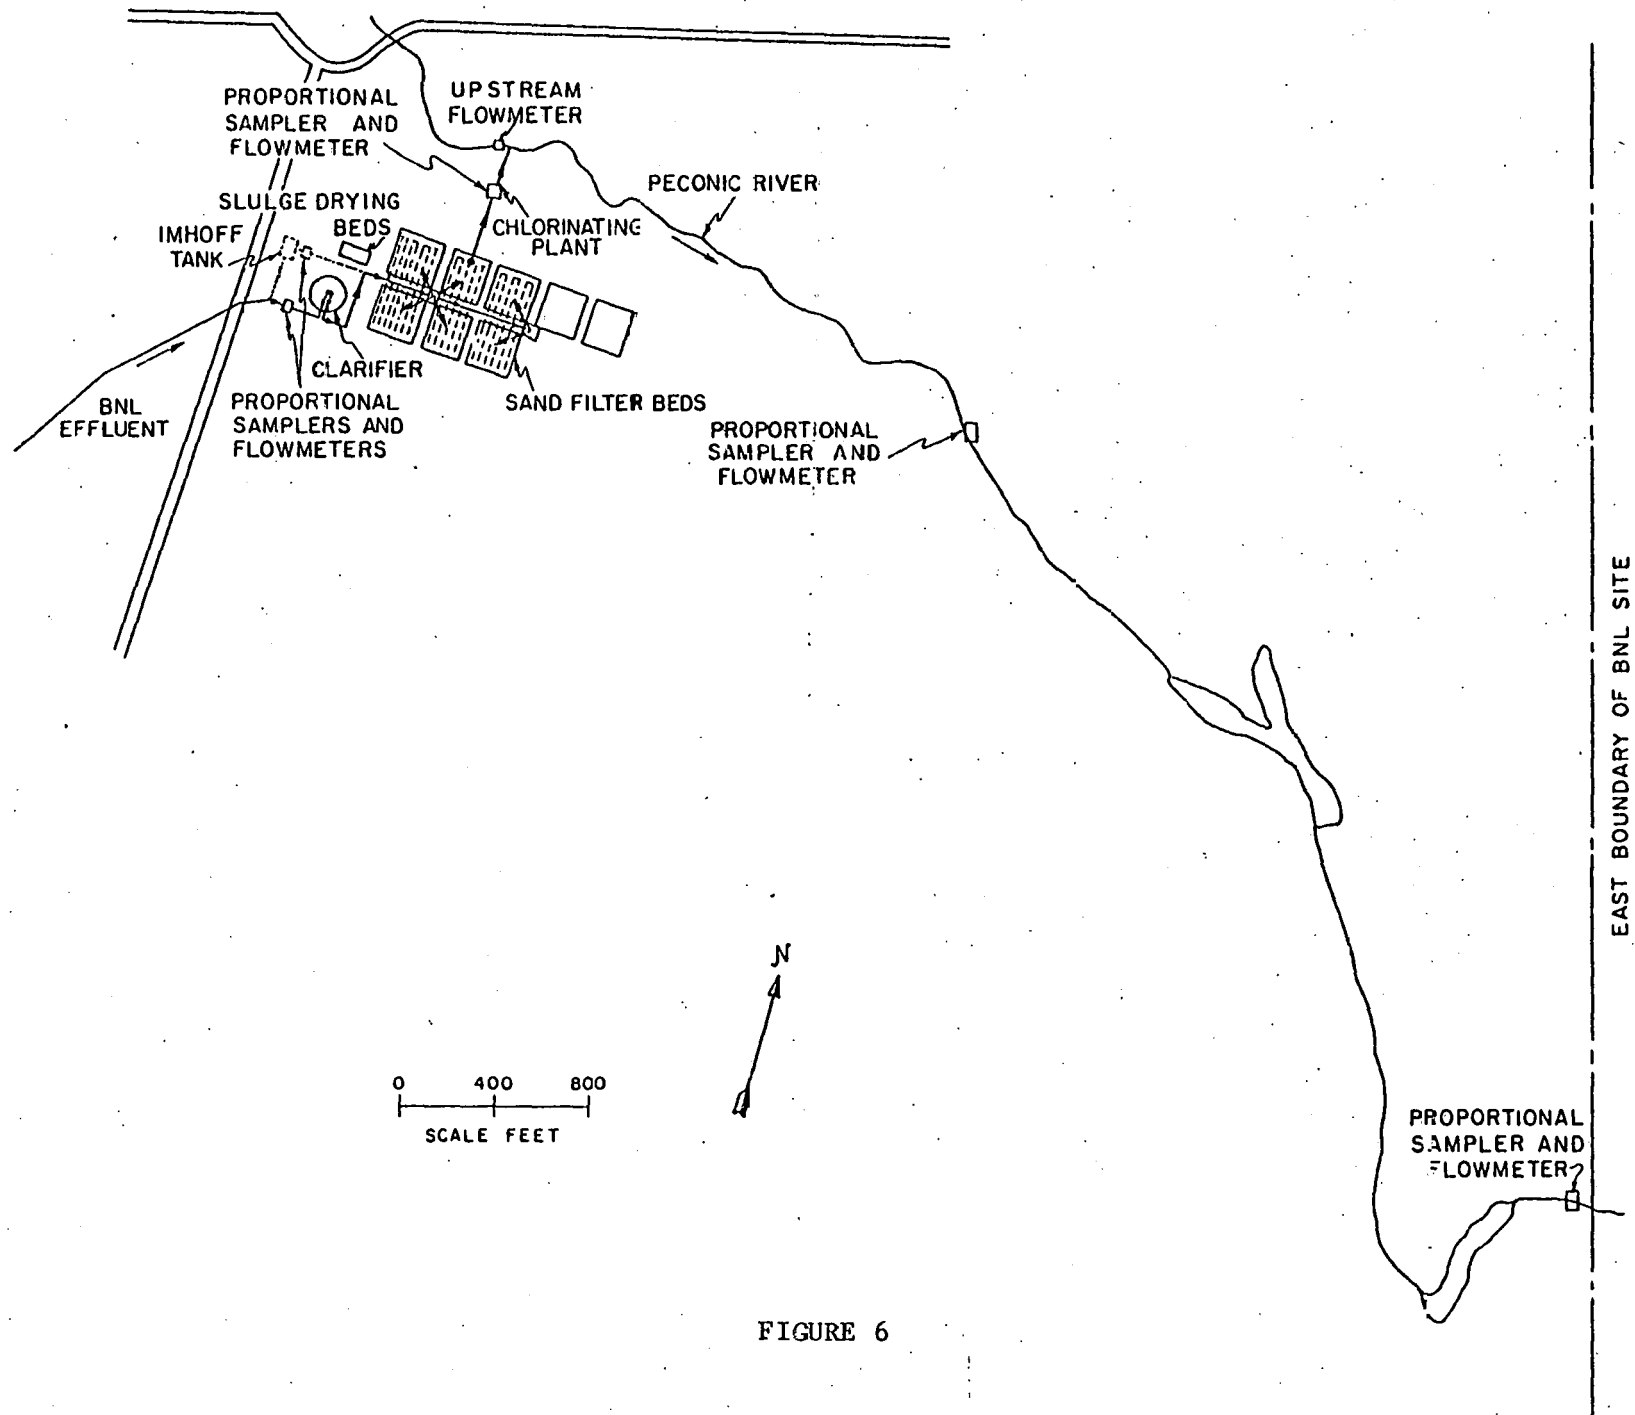 PROPORTIONAL
SAMPLER AND
FLOWMETER
UPSTREAM
FLOWMETER
PECONIC RIVER
SLULGE DRYING
BEDS
CHLORINATING
PLANT
IMHOFF
TANK
CLARIFIER
BNL
EFFLUENT
PROPORTIONAL
SAMPLERS AND
FLOWMETERS
SAND FILTER BEDS
PROPORTIONAL
SAMPLER AND
FLOWMETER
EAST BOUNDARY OF BNL SITE
N
0 400 800
SCALE FEET
PROPORTIONAL
SAMPLER AND
FLOWMETER
FIGURE 6